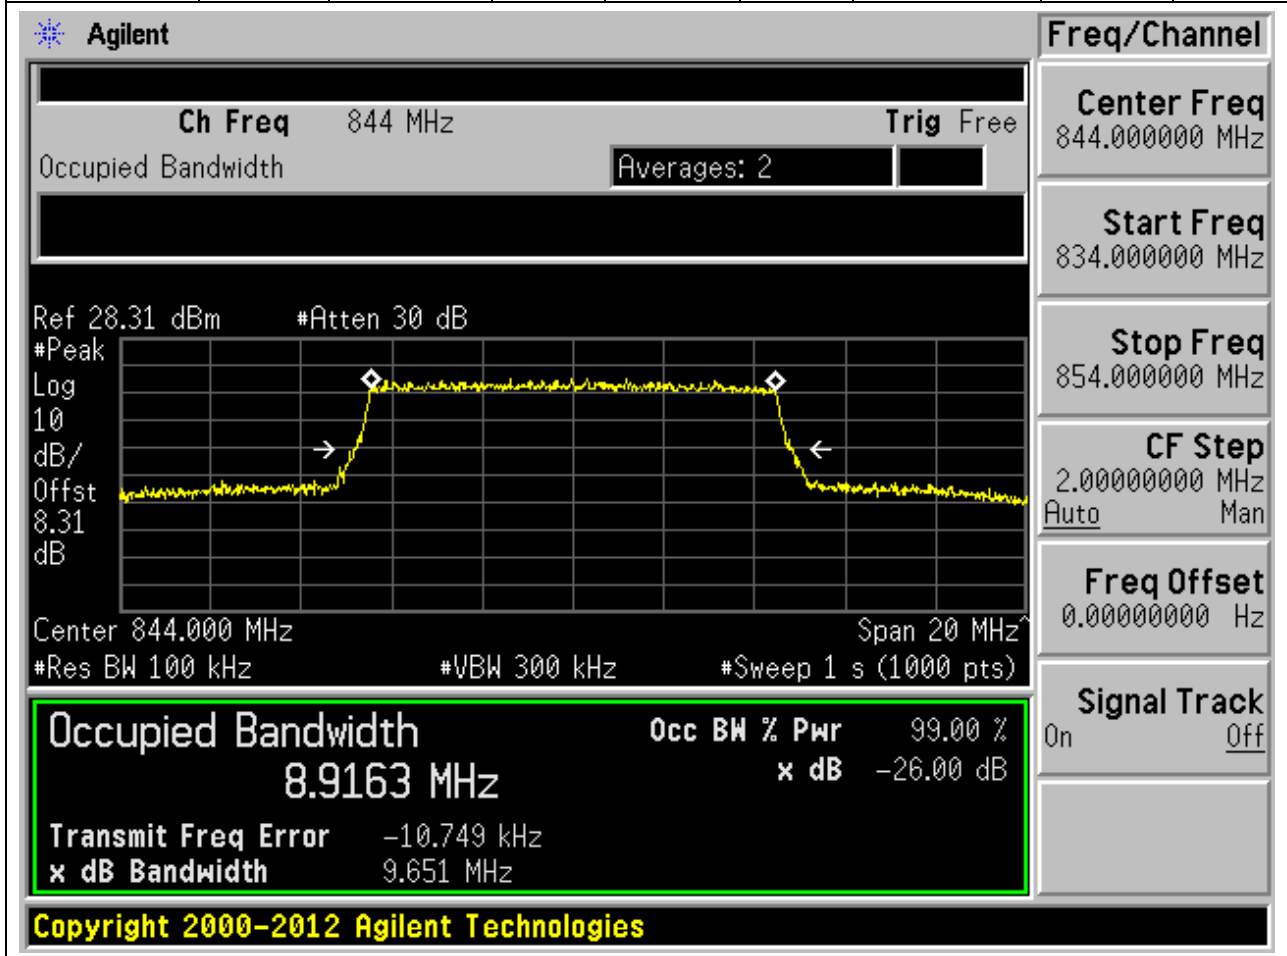 Agilent
Freq/Channel
Ch Freq 844 MHz Trig Free
Occupied Bandwidth Averages: 2
Center Freq
844.000000 MHz
Start Freq
834.000000 MHz
Stop Freq
854.000000 MHz
CF Step
2.00000000 MHz
Auto Man
Freq Offset
0.00000000 Hz
Signal Track
On Off
Ref 28.31 dBm #Atten 30 dB
#Peak
Log
10
dB/
Offst
8.31
dB
Center 844.000 MHz Span 20 MHz^
#Res BW 100 kHz #VBW 300 kHz #Sweep 1 s (1000 pts)
Occupied Bandwidth Occ BW % Pwr 99.00 %
8.9163 MHz x dB -26.00 dB
Transmit Freq Error -10.749 kHz
x dB Bandwidth 9.651 MHz
Copyright 2000-2012 Agilent Technologies